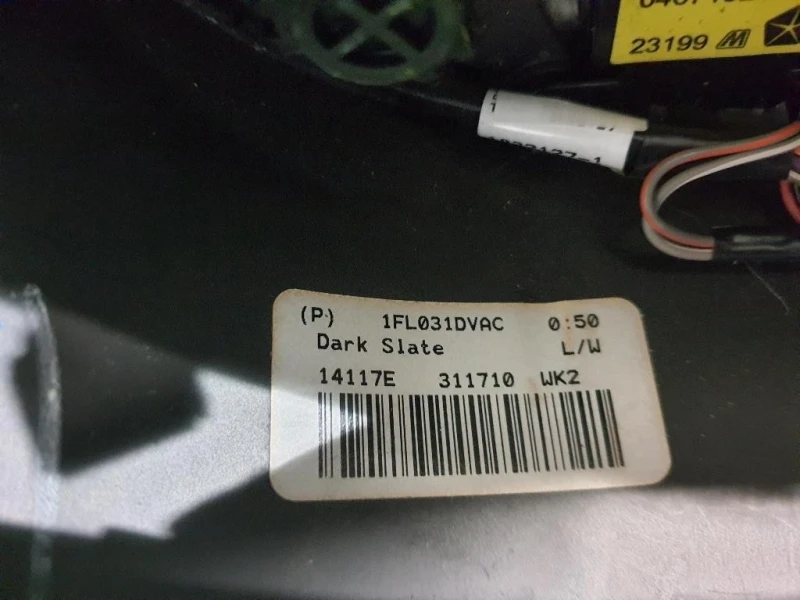 23199
(P) 1FL031DVAC 0:50
Dark Slate L/W
14117E 311710 WK2